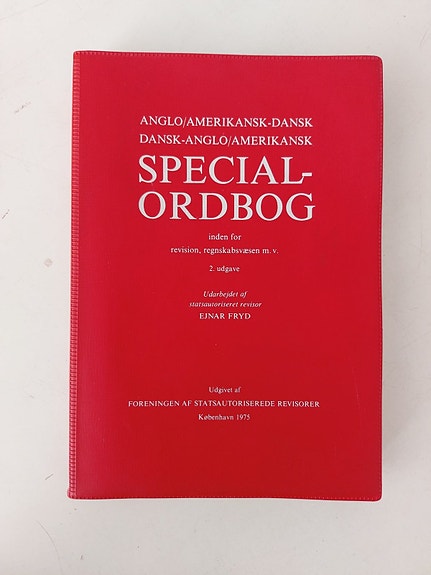 ANGLO/AMERIKANSK-DANSK
DANSK-ANGLO/AMERIKANSK
SPECIAL-
ORDBOG
inden for
revision, regnskabsvæsen m. v.
2. udgave
Udarbejdet af
statsautoriseret revisor
EJNAR FRYD
Udgivet af
FORENINGEN AF STATSAUTORISEREDE REVISORER
København 1975